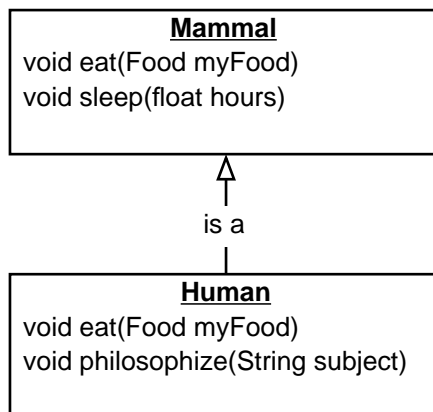 Mammal
void eat(Food myFood)
void sleep(float hours)
is a
Human
void eat(Food myFood)
void philosophize(String subject)